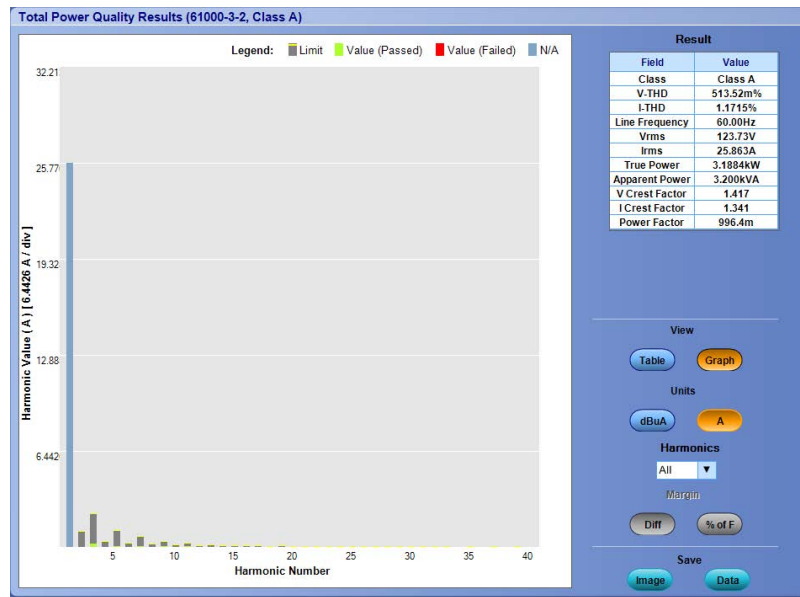 Total Power Quality Results (61000-3-2, Class A)
Legend: Limit Value (Passed) Value (Failed) N/A
32.21
25.77
19.32
12.88
6.442
Harmonic Value ( A ) [ 6.4426 A / div ]
5 10 15 20 25 30 35 40
Harmonic Number
Result
Field Value
Class Class A
V-THD 513.52m%
I-THD 1.1715%
Line Frequency 60.00Hz
Vrms 123.73V
Irms 25.863A
True Power 3.1884kW
Apparent Power 3.200kVA
V Crest Factor 1.417
I Crest Factor 1.341
Power Factor 996.4m
View
Table Graph
Units
dBuA A
Harmonics
All
Margin
Diff % of F
Save
Image Data